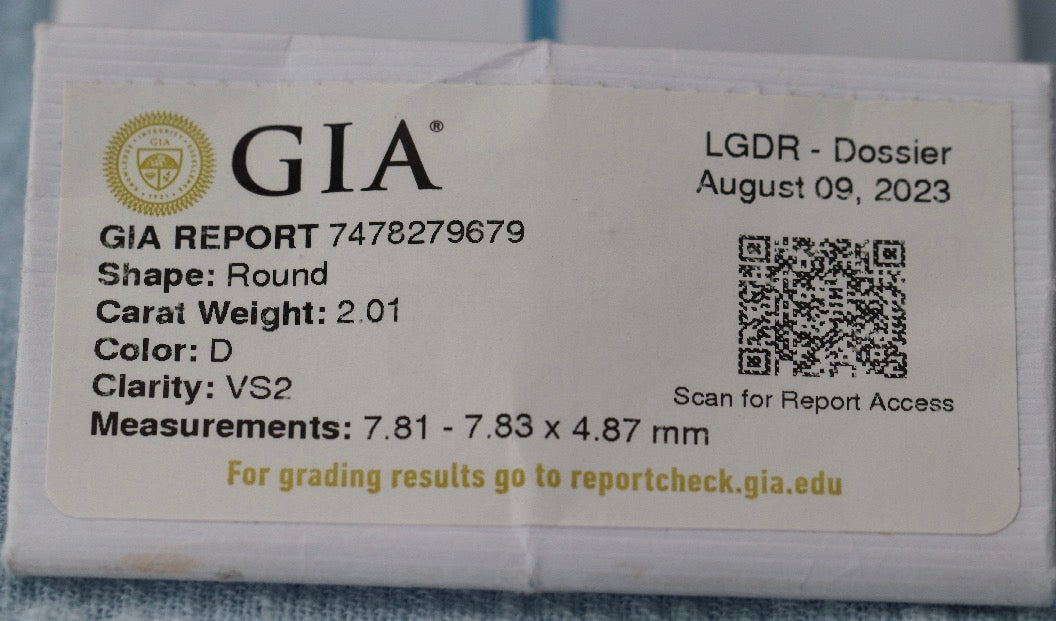 GIA®
LGDR - Dossier
August 09, 2023
GIA REPORT 7478279679
Shape: Round
Carat Weight: 2.01
Color: D
Clarity: VS2
Measurements: 7.81 - 7.83 x 4.87 mm
Scan for Report Access
For grading results go to reportcheck.gia.edu